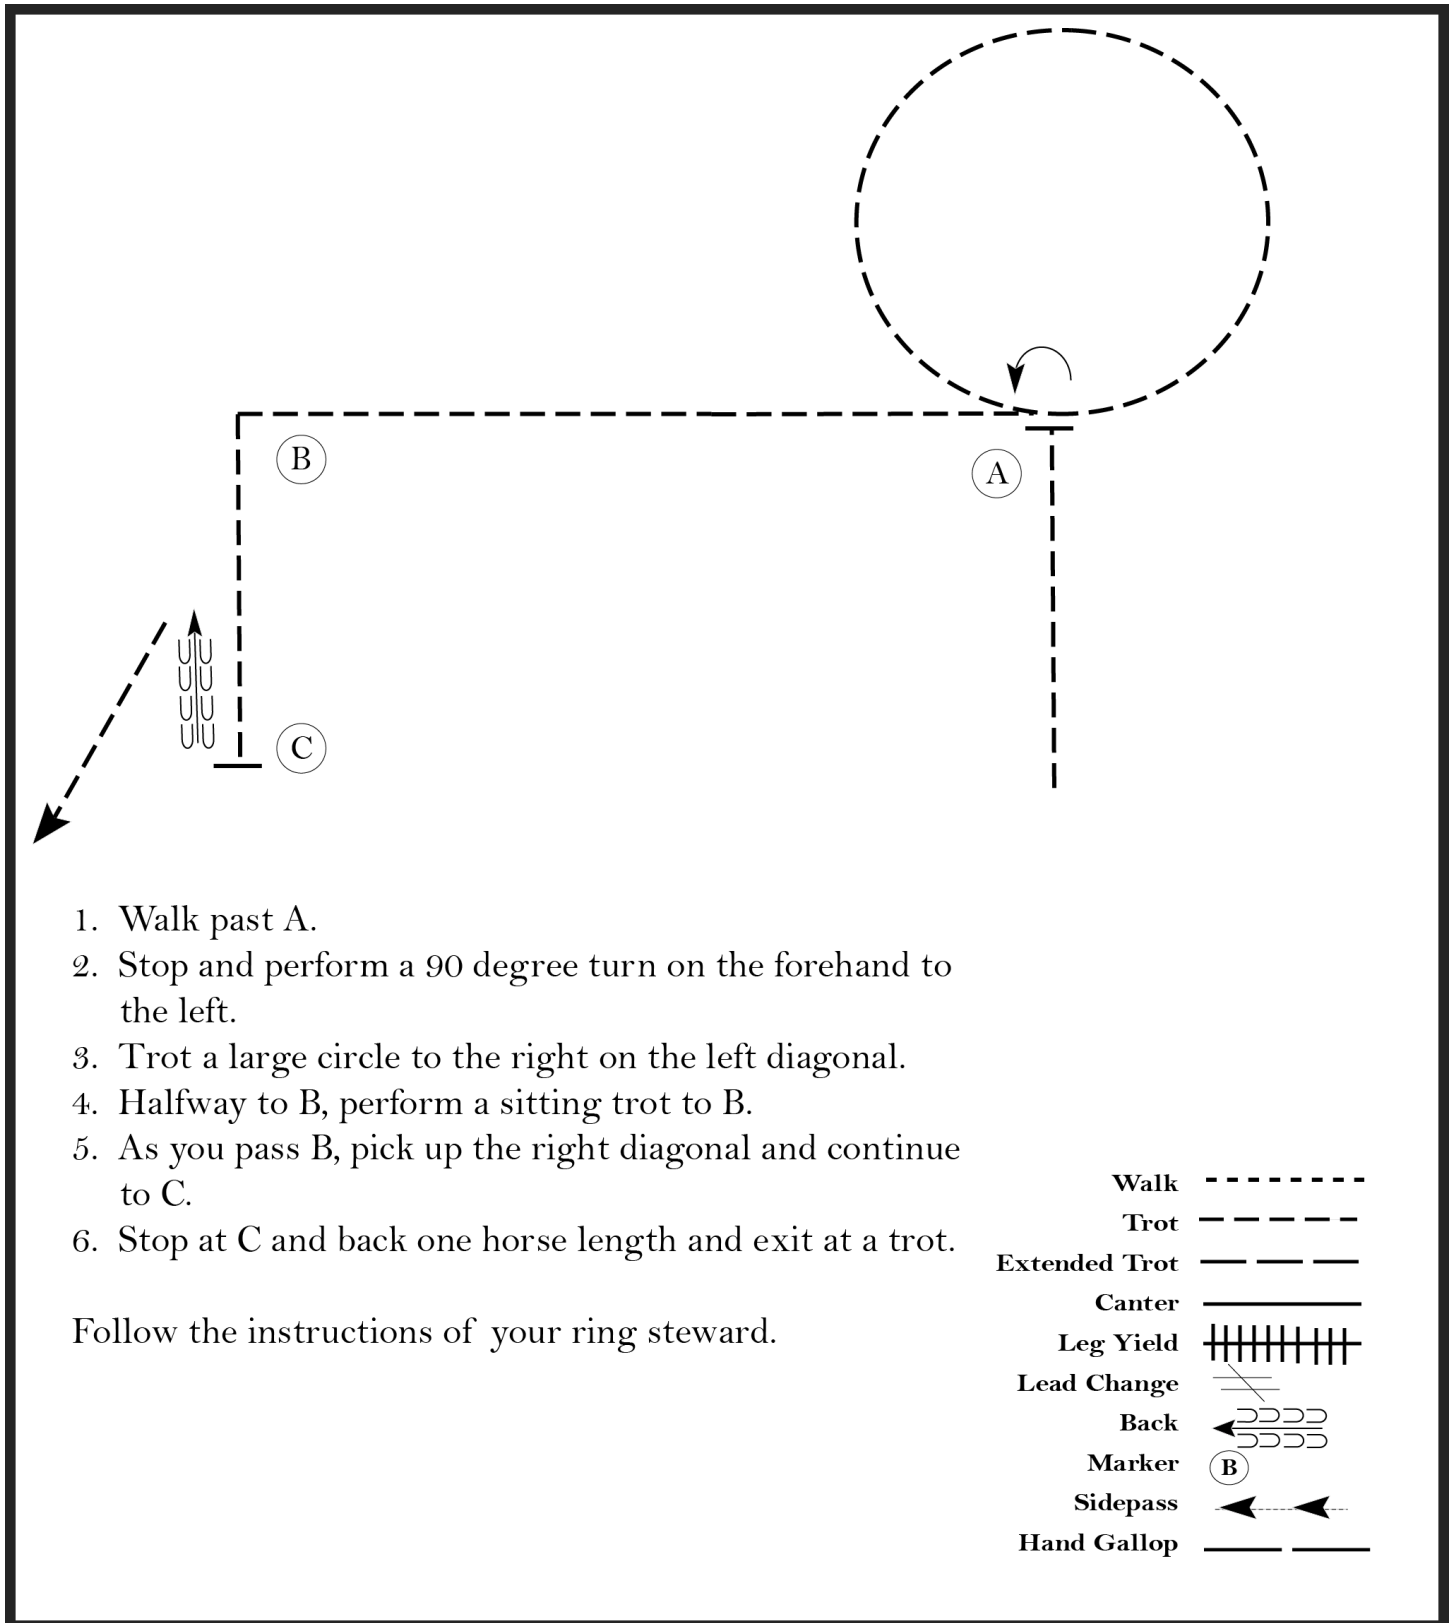 B
A
C
1. Walk past A.
2. Stop and perform a 90 degree turn on the forehand to
the left.
3. Trot a large circle to the right on the left diagonal.
4. Halfway to B, perform a sitting trot to B.
5. As you pass B, pick up the right diagonal and continue
to C.
6. Stop at C and back one horse length and exit at a trot.
Follow the instructions of your ring steward.
Walk
Trot
Extended Trot
Canter
Leg Yield
Lead Change
Back
Marker B
Sidepass
Hand Gallop